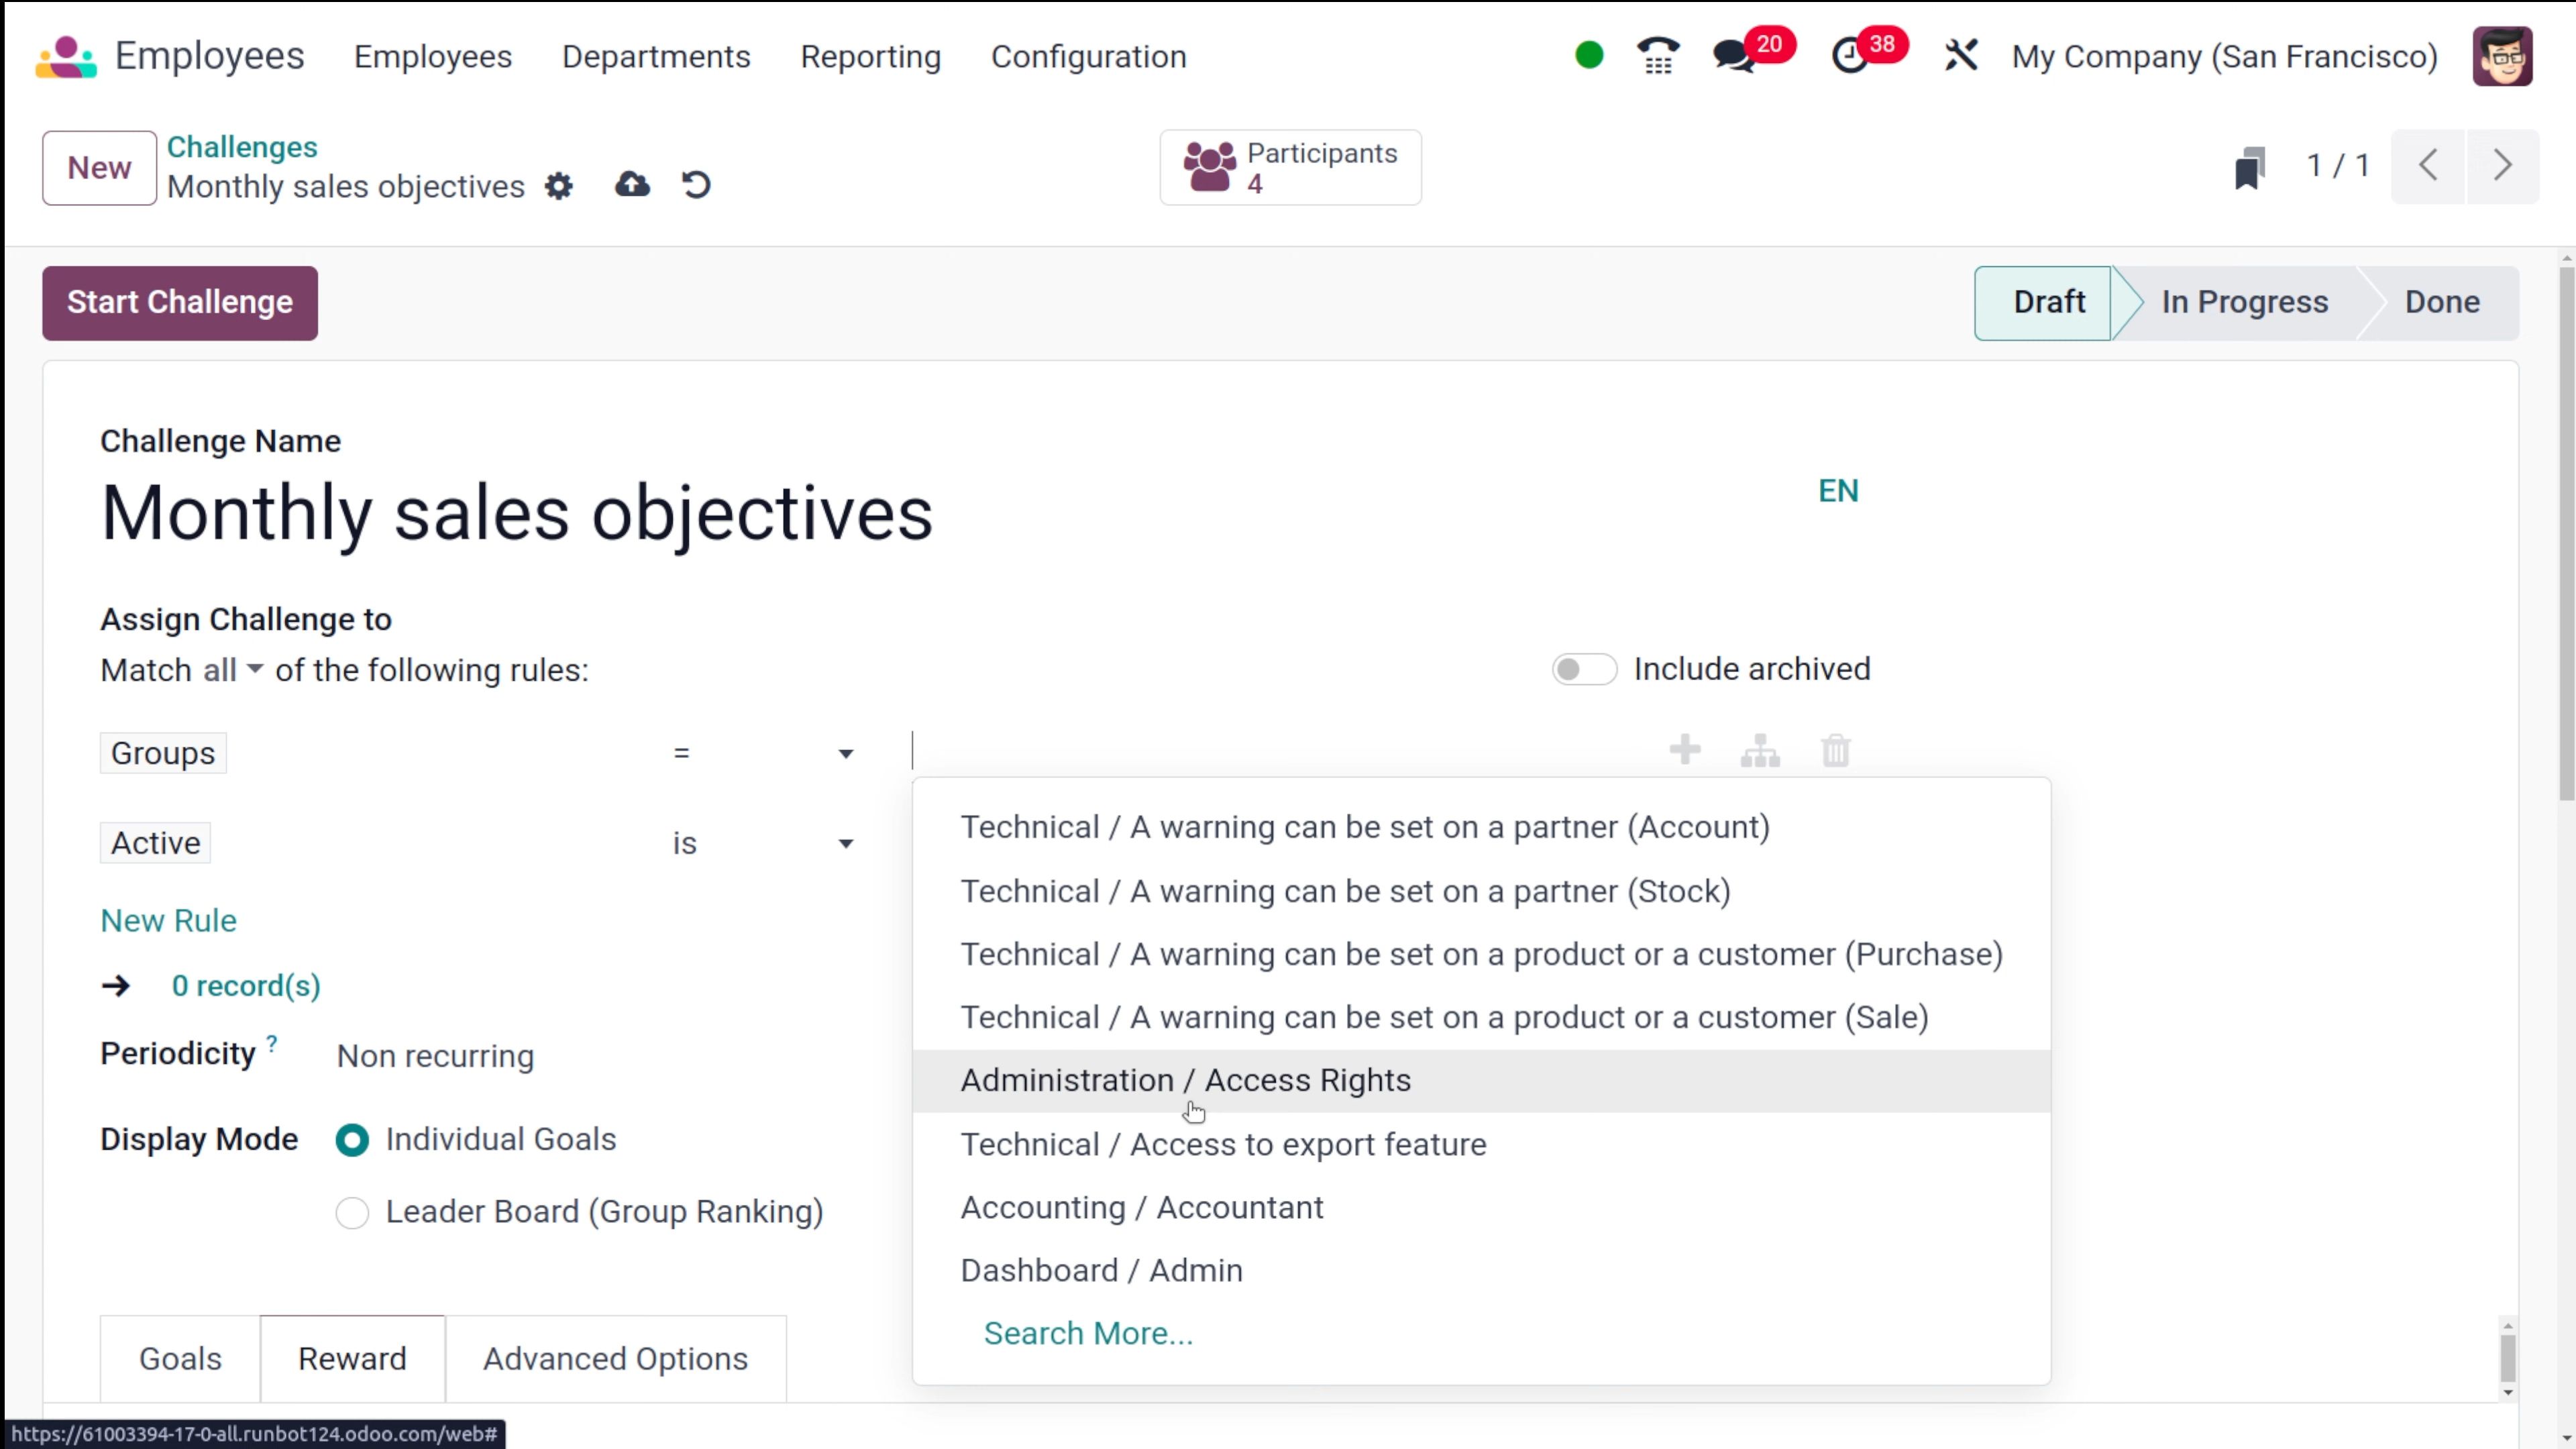 Employees Employees Departments Reporting Configuration 20 38 My Company (San Francisco)
New Challenges Participants
Monthly sales objectives 4 1 / 1
Start Challenge Draft In Progress Done
Challenge Name
Monthly sales objectives EN
Assign Challenge to
Match all of the following rules: Include archived
Groups =
Active is
New Rule
0 record(s)
Periodicity ? Non recurring
Display Mode Individual Goals
Leader Board (Group Ranking)
Technical / A warning can be set on a partner (Account)
Technical / A warning can be set on a partner (Stock)
Technical / A warning can be set on a product or a customer (Purchase)
Technical / A warning can be set on a product or a customer (Sale)
Administration / Access Rights
Technical / Access to export feature
Accounting / Accountant
Dashboard / Admin
Search More...
Goals Reward Advanced Options
https://61003394-17-0-all.runbot124.odoo.com/web#